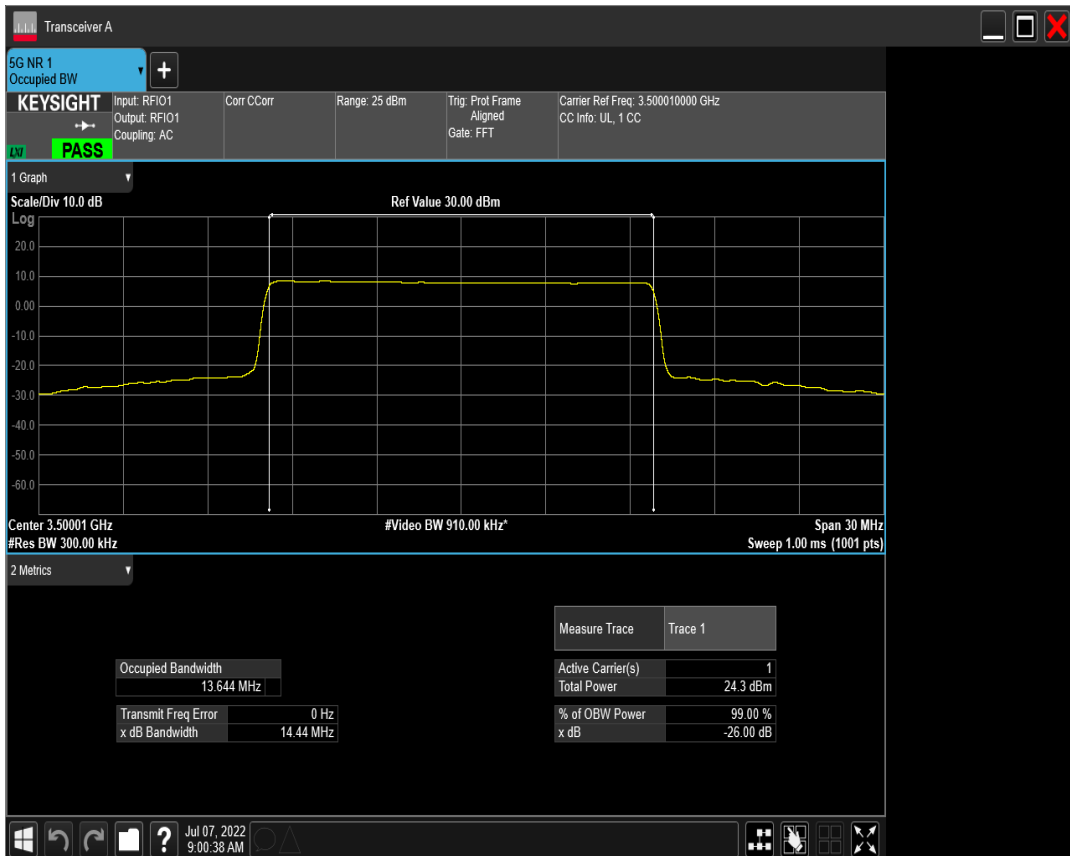 Transceiver A
5G NR 1
Occupied BW
KEYSIGHT
LXI
PASS
Input: RFIO1
Output: RFIO1
Coupling: AC
Corr CCorr
Range: 25 dBm
Trig: Prot Frame
Aligned
Gate: FFT
Carrier Ref Freq: 3.500010000 GHz
CC Info: UL, 1 CC
1 Graph
Scale/Div 10.0 dB
Ref Value 30.00 dBm
Log
20.0
10.0
0.00
-10.0
-20.0
-30.0
-40.0
-50.0
-60.0
Center 3.50001 GHz
#Video BW 910.00 kHz*
Span 30 MHz
#Res BW 300.00 kHz
Sweep 1.00 ms (1001 pts)
2 Metrics
Measure Trace Trace 1
Occupied Bandwidth
13.644 MHz
Active Carrier(s) 1
Total Power 24.3 dBm
Transmit Freq Error 0 Hz
x dB Bandwidth 14.44 MHz
% of OBW Power 99.00 %
x dB -26.00 dB
?
Jul 07, 2022
9:00:38 AM